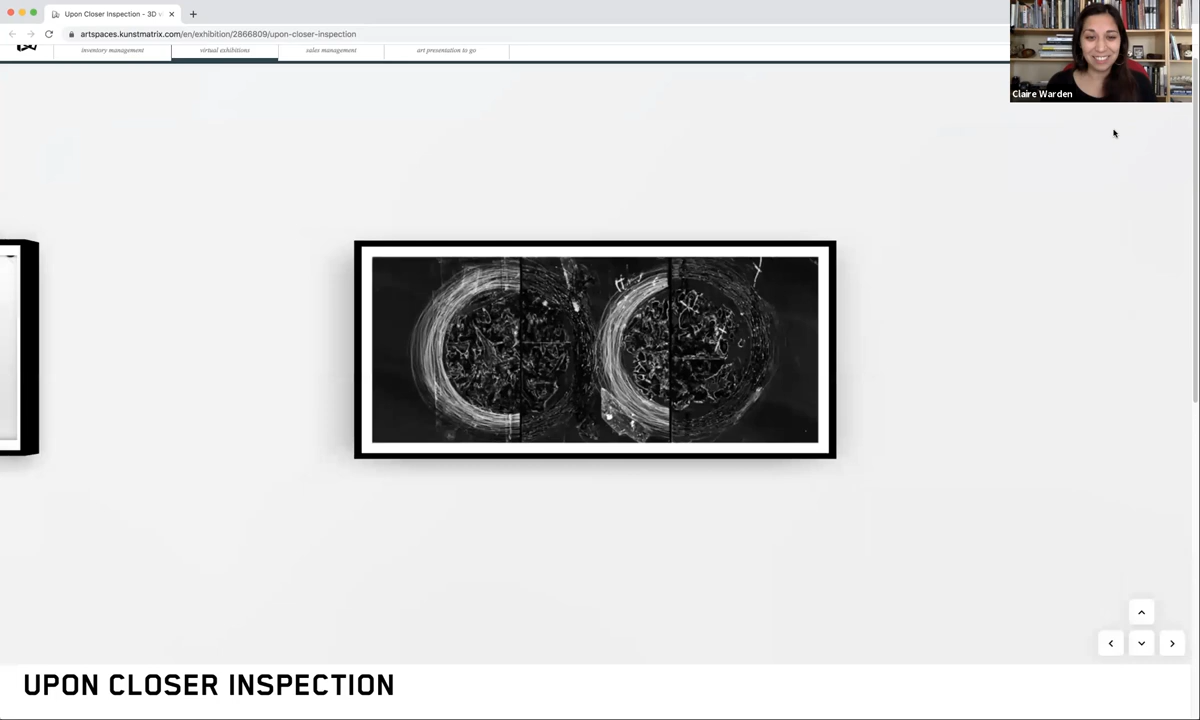 Upon Closer Inspection - 3D v
artspaces.kunstmatrix.com/en/exhibition/2866809/upon-closer-inspection
inventory management
virtual exhibitions
sales management
art presentation to go
Claire Warden
UPON CLOSER INSPECTION